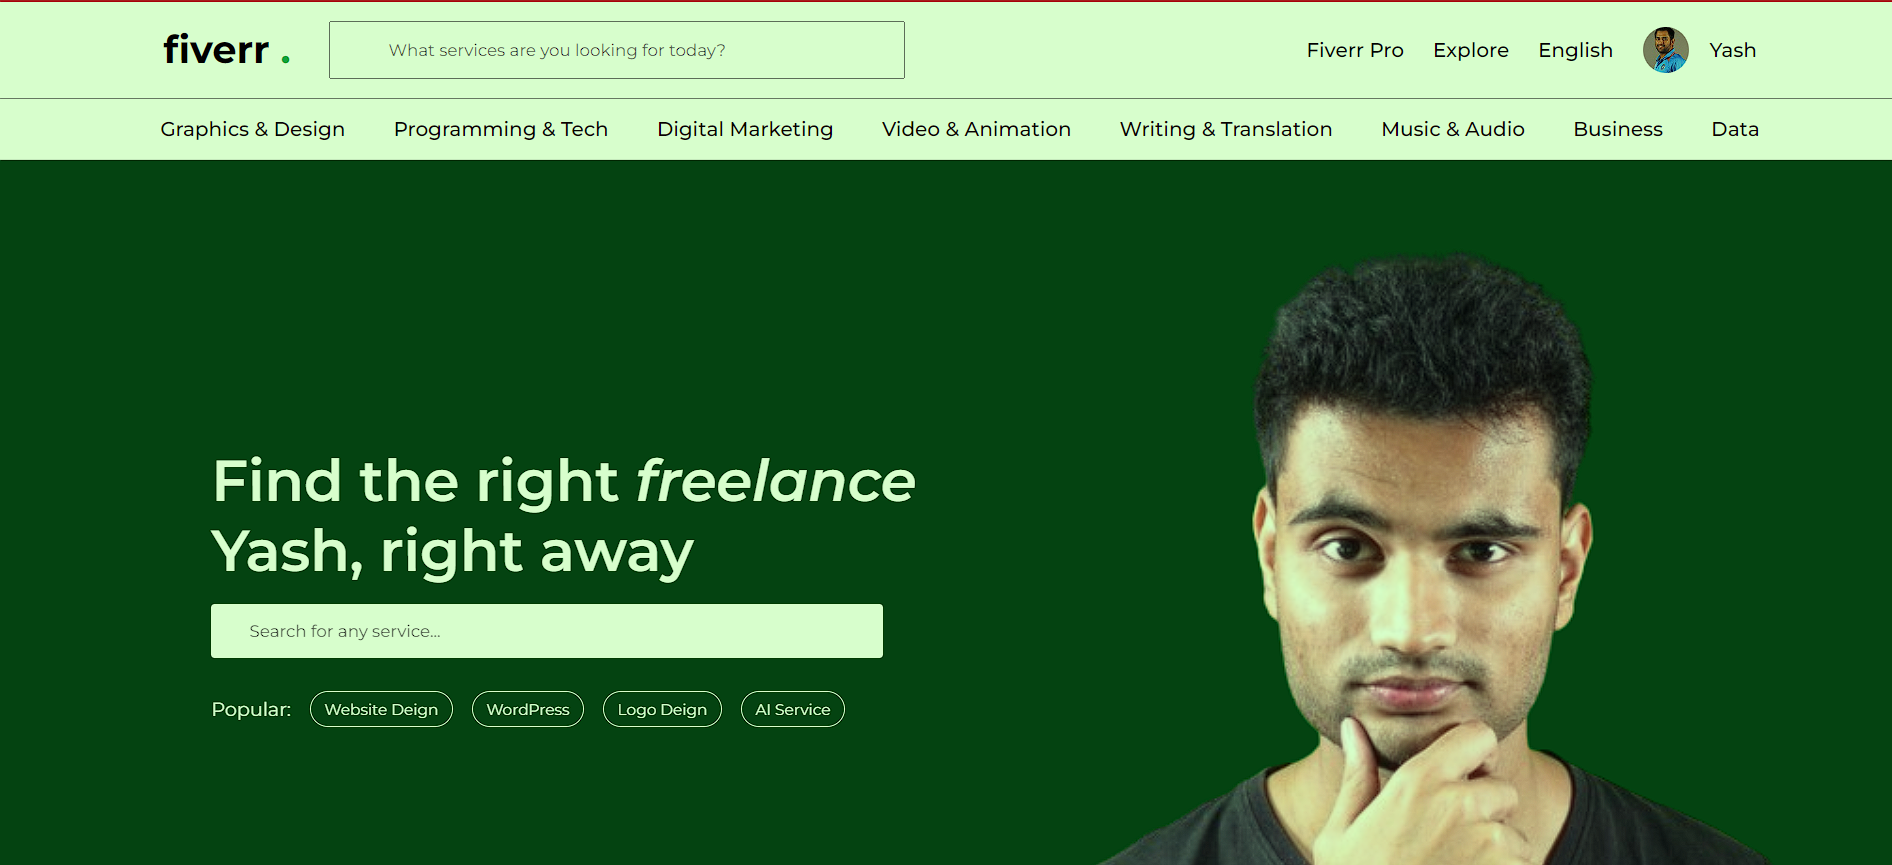 fiverr .
What services are you looking for today?
Fiverr Pro
Explore
English
Yash
Graphics & Design
Programming & Tech
Digital Marketing
Video & Animation
Writing & Translation
Music & Audio
Business
Data
Find the right freelance
Yash, right away
Search for any service...
Popular:
Website Deign
WordPress
Logo Deign
AI Service